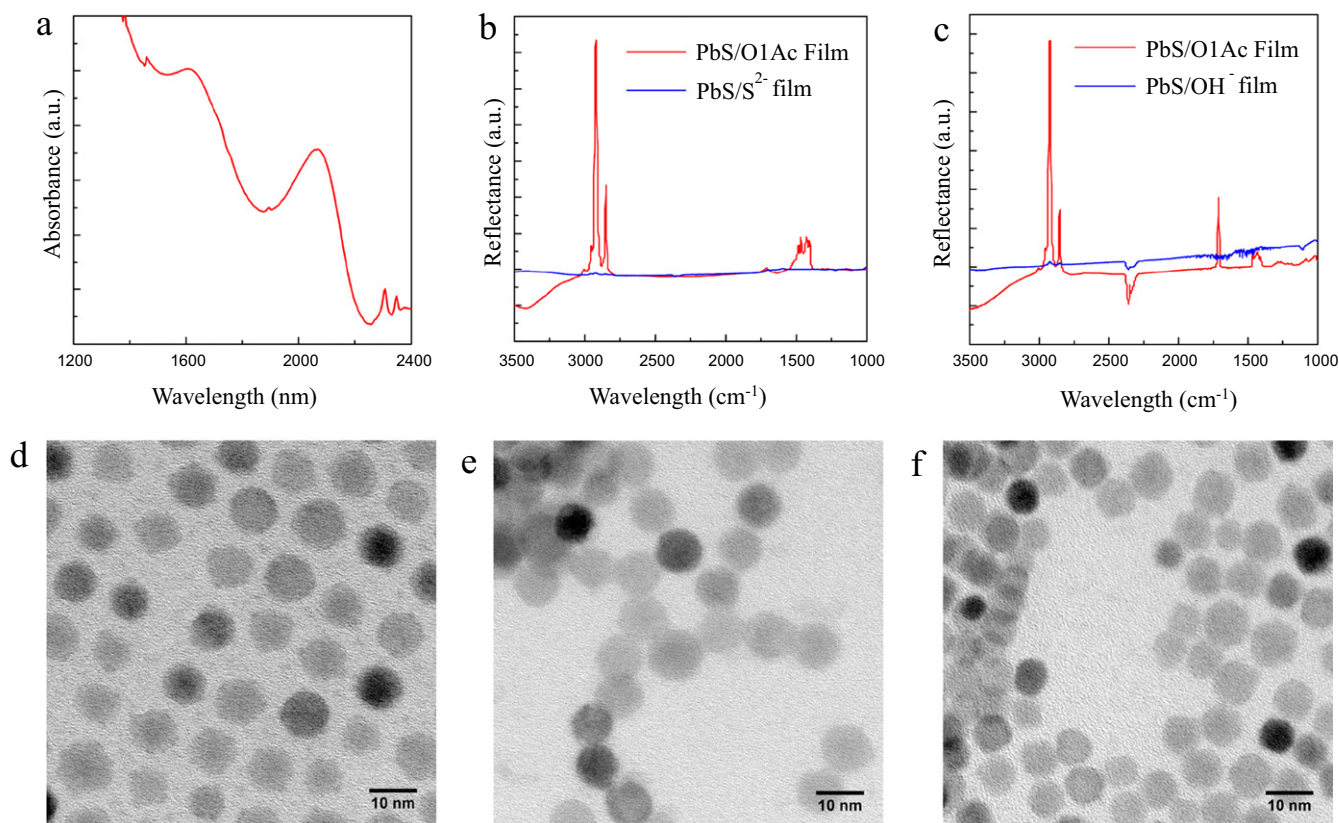 a
Absorbance (a.u.)
1200 1600 2000 2400
Wavelength (nm)
b
PbS/O1Ac Film
PbS/S²⁻ film
Reflectance (a.u.)
3500 3000 2500 2000 1500 1000
Wavelength (cm⁻¹)
c
PbS/O1Ac Film
PbS/OH⁻ film
Reflectance (a.u.)
3500 3000 2500 2000 1500 1000
Wavelength (cm⁻¹)
d
10 nm
e
10 nm
f
10 nm